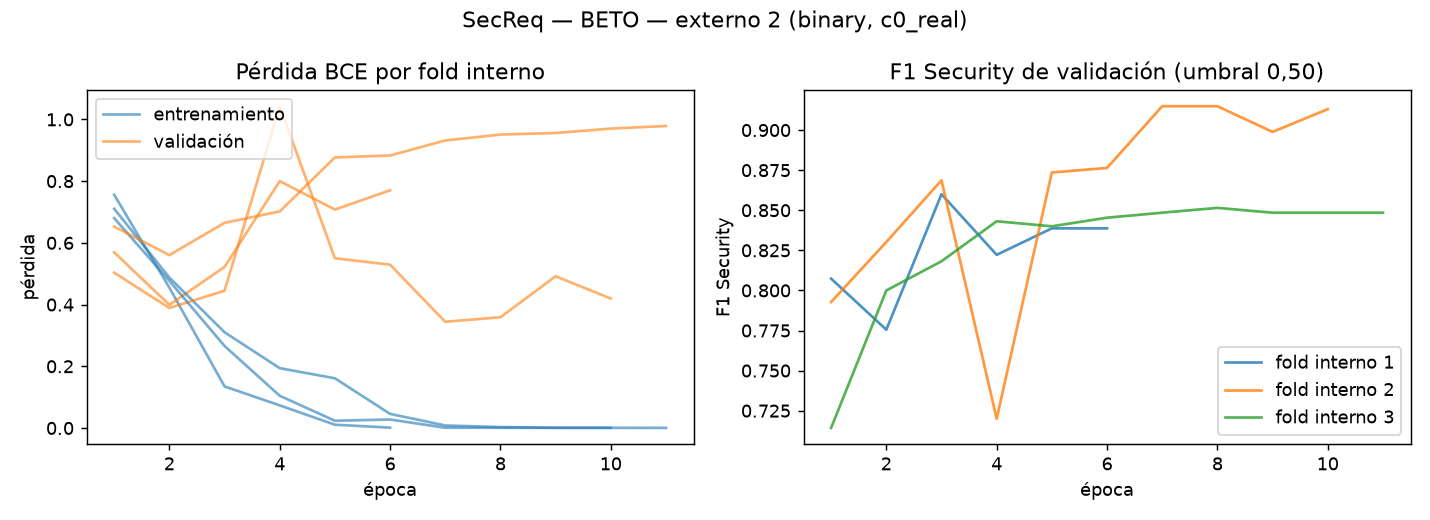 SecReq — BETO — externo 2 (binary, c0_real)
Pérdida BCE por fold interno
entrenamiento
validación
1.0
0.8
0.6
0.4
0.2
0.0
pérdida
2 4 6 8 10
época
F1 Security de validación (umbral 0,50)
0.900
0.875
0.850
0.825
0.800
0.775
0.750
0.725
F1 Security
fold interno 1
fold interno 2
fold interno 3
2 4 6 8 10
época